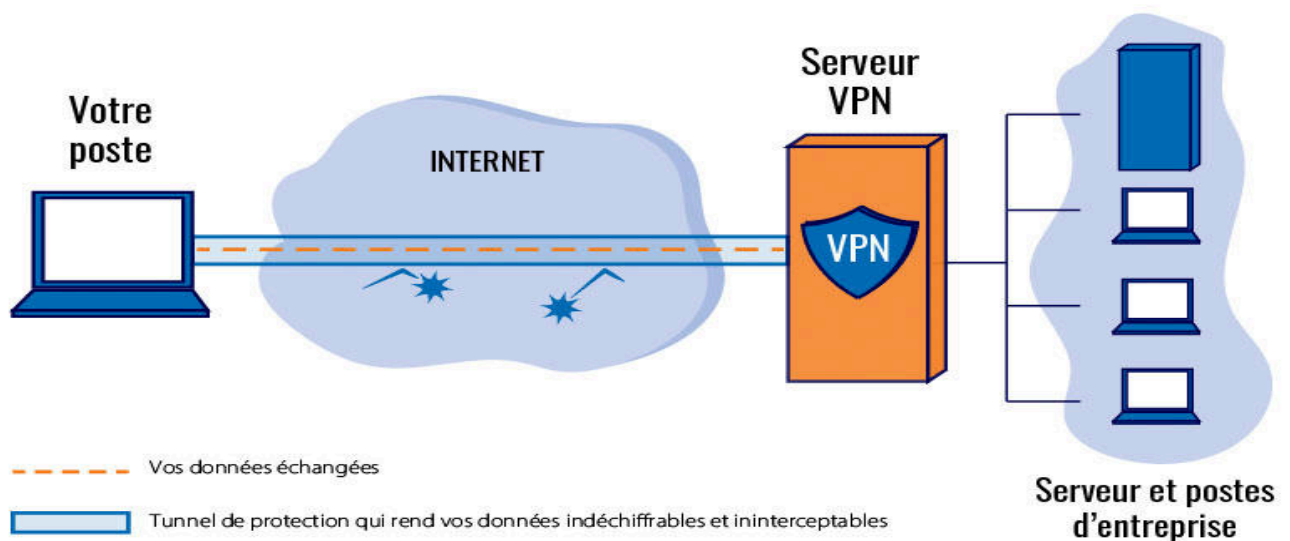 Votre
poste
INTERNET
Serveur
VPN
VPN
Vos données échangées
Tunnel de protection qui rend vos données indéchiffrables et ininterceptables
Serveur et postes
d'entreprise